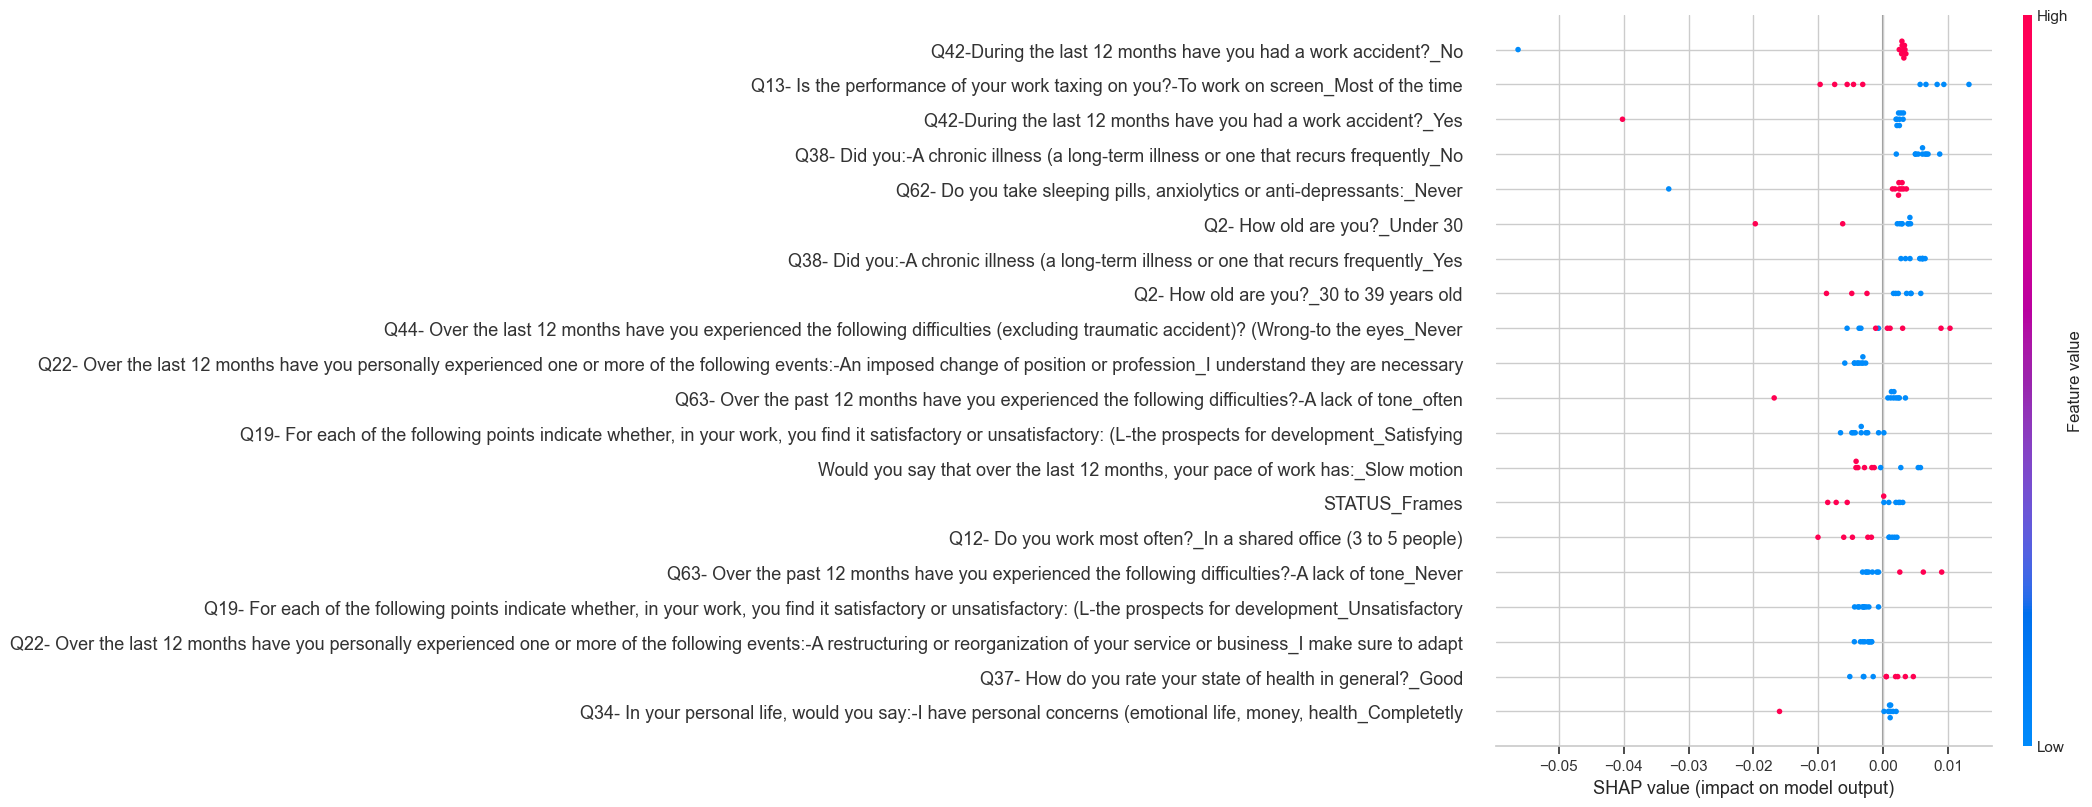 Q42-During the last 12 months have you had a work accident?_No
Q13- Is the performance of your work taxing on you?-To work on screen_Most of the time
Q42-During the last 12 months have you had a work accident?_Yes
Q38- Did you:-A chronic illness (a long-term illness or one that recurs frequently_No
Q62- Do you take sleeping pills, anxiolytics or anti-depressants:_Never
Q2- How old are you?_Under 30
Q38- Did you:-A chronic illness (a long-term illness or one that recurs frequently_Yes
Q2- How old are you?_30 to 39 years old
Q44- Over the last 12 months have you experienced the following difficulties (excluding traumatic accident)? (Wrong-to the eyes_Never
Q22- Over the last 12 months have you personally experienced one or more of the following events:-An imposed change of position or profession_I understand they are necessary
Q63- Over the past 12 months have you experienced the following difficulties?-A lack of tone_often
Q19- For each of the following points indicate whether, in your work, you find it satisfactory or unsatisfactory: (L-the prospects for development_Satisfying
Would you say that over the last 12 months, your pace of work has:_Slow motion
STATUS_Frames
Q12- Do you work most often?_In a shared office (3 to 5 people)
Q63- Over the past 12 months have you experienced the following difficulties?-A lack of tone_Never
Q19- For each of the following points indicate whether, in your work, you find it satisfactory or unsatisfactory: (L-the prospects for development_Unsatisfactory
Q22- Over the last 12 months have you personally experienced one or more of the following events:-A restructuring or reorganization of your service or business_I make sure to adapt
Q37- How do you rate your state of health in general?_Good
Q34- In your personal life, would you say:-I have personal concerns (emotional life, money, health_Completetly
−0.05 −0.04 −0.03 −0.02 −0.01 0.00 0.01
SHAP value (impact on model output)
High
Feature value
Low